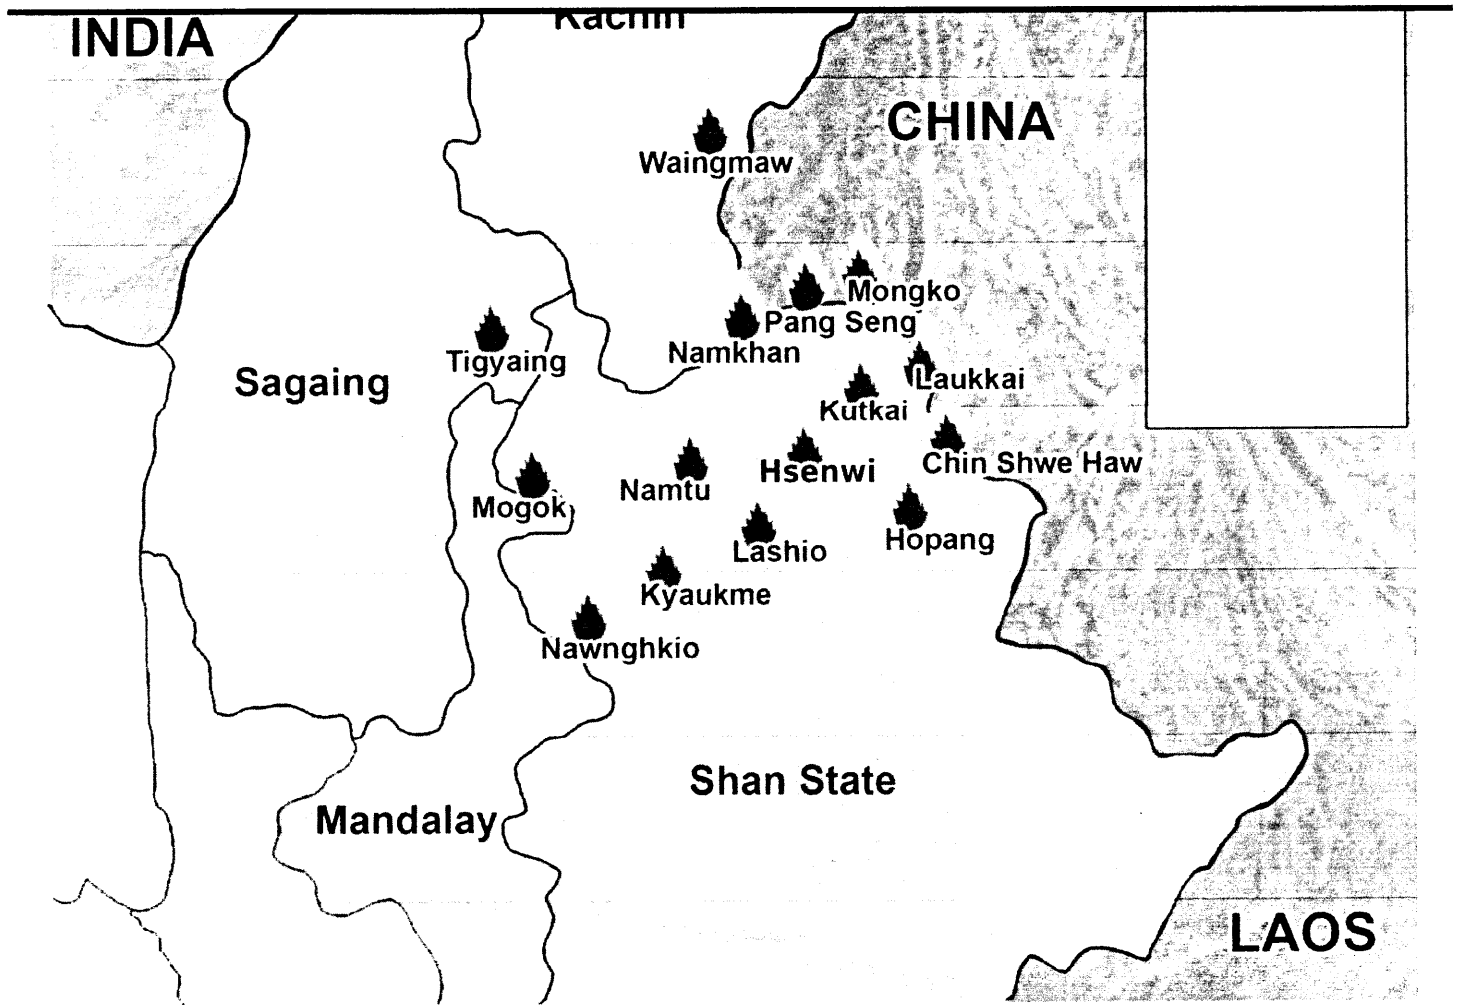 Kachin
INDIA
CHINA
Waingmaw
Mongko
Pang Seng
Namkhan
Tigyaing
Sagaing
Laukkai
Kutkai
Chin Shwe Haw
Hsenwi
Namtu
Mogok
Hopang
Lashio
Kyaukme
Nawnghkio
Shan State
Mandalay
LAOS